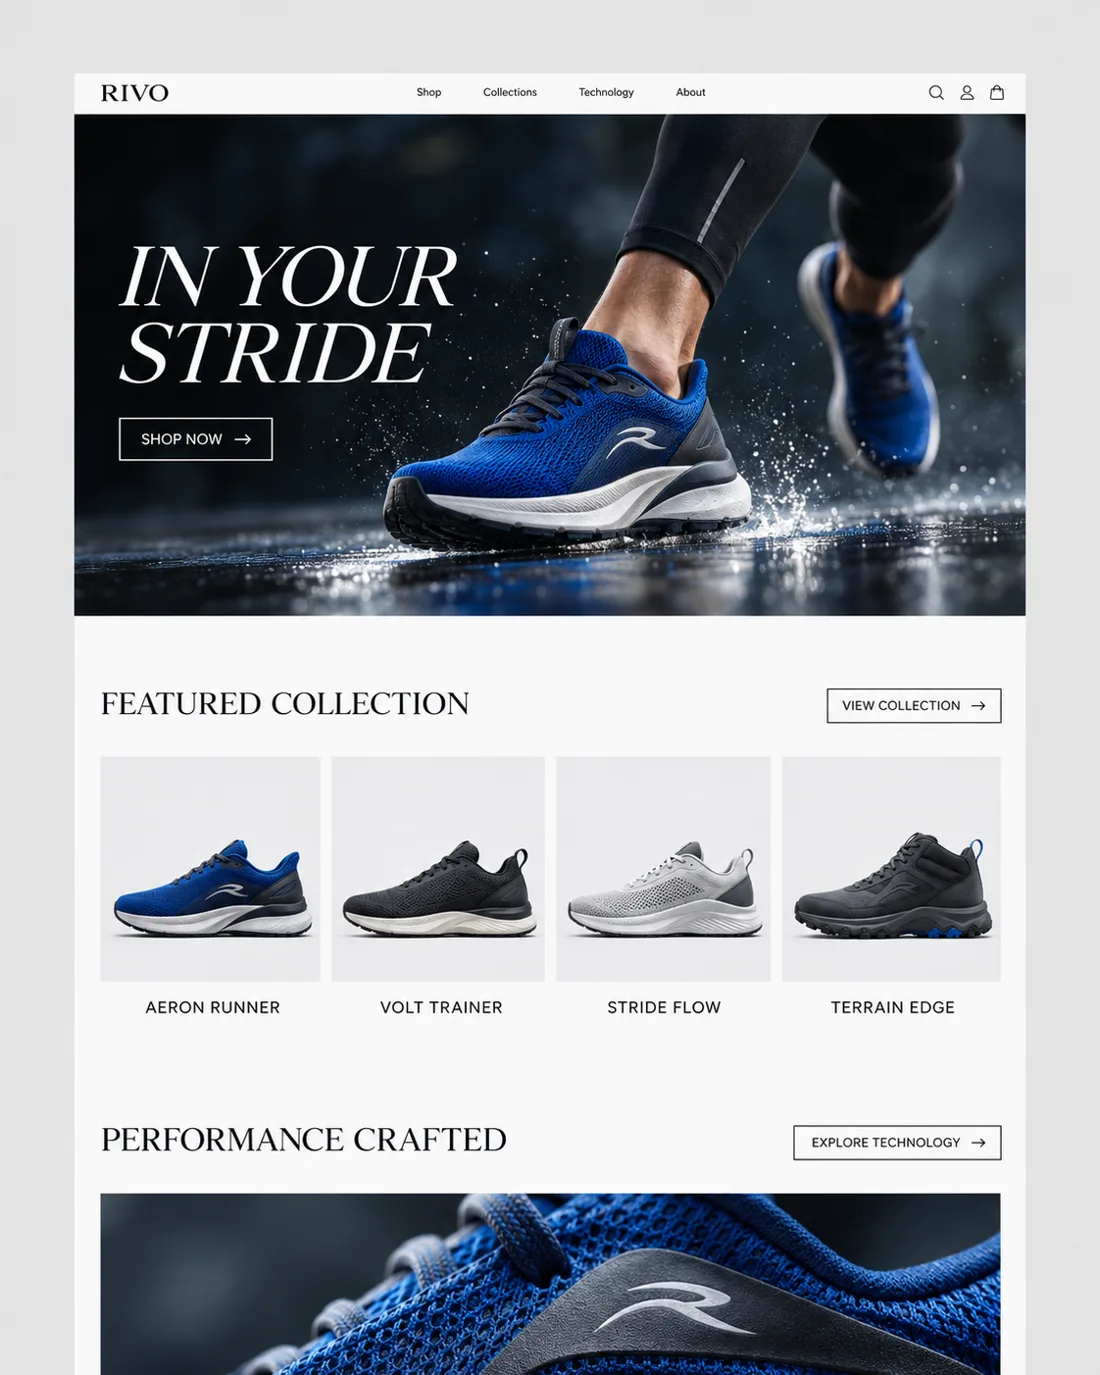 RIVO
Shop
Collections
Technology
About
IN YOUR
STRIDE
SHOP NOW
FEATURED COLLECTION
VIEW COLLECTION
AERON RUNNER
VOLT TRAINER
STRIDE FLOW
TERRAIN EDGE
PERFORMANCE CRAFTED
EXPLORE TECHNOLOGY